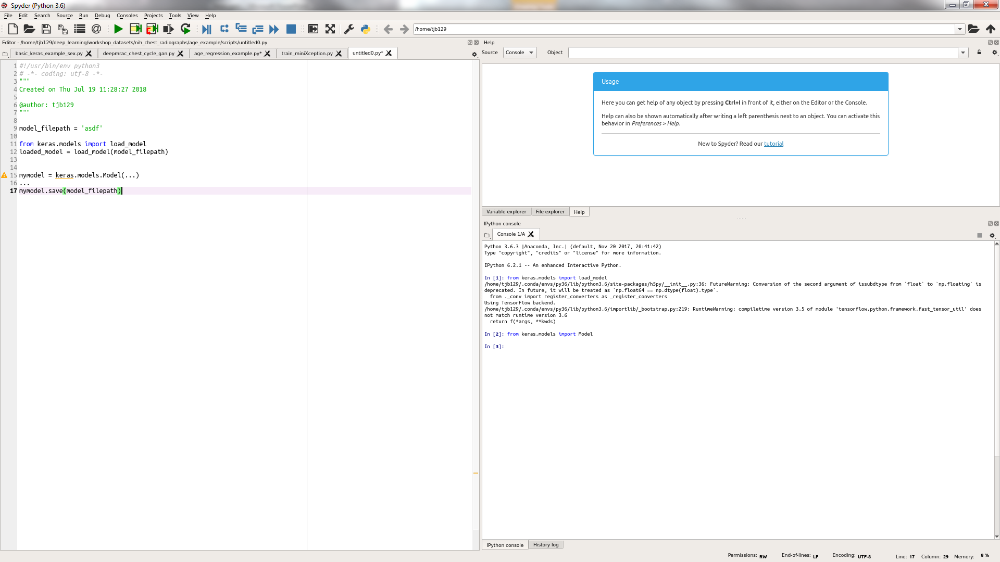 Spyder (Python 3.6)
File Edit Search Source Run Debug Consoles Projects Tools View Help
/home/tjb129
Editor - /home/tjb129/deep_learning/workshop_datasets/nih_chest_radiographs/age_example/scripts/untitled0.py
basic_keras_example_sex.py deepmrac_chest_cycle_gan.py age_regression_example.py* train_miniXception.py untitled0.py*
1 #!/usr/bin/env python3
2 # -*- coding: utf-8 -*-
3 """
4 Created on Thu Jul 19 11:28:27 2018
5
6 @author: tjb129
7 """
8
9 model_filepath = 'asdf'
10
11 from keras.models import load_model
12 loaded_model = load_model(model_filepath)
13
14
15 mymodel = keras.models.Model(...)
16 ...
17 mymodel.save(model_filepath)
Help
Source Console Object
Usage
Here you can get help of any object by pressing Ctrl+I in front of it, either on the Editor or the Console.
Help can also be shown automatically after writing a left parenthesis next to an object. You can activate this
behavior in Preferences > Help.
New to Spyder? Read our tutorial
Variable explorer File explorer Help
IPython console
Console 1/A
Python 3.6.3 |Anaconda, Inc.| (default, Nov 20 2017, 20:41:42)
Type "copyright", "credits" or "license" for more information.
IPython 6.2.1 -- An enhanced Interactive Python.
In [1]: from keras.models import load_model
/home/tjb129/.conda/envs/py36/lib/python3.6/site-packages/h5py/__init__.py:36: FutureWarning: Conversion of the second argument of issubdtype from `float` to `np.floating` is
deprecated. In future, it will be treated as `np.float64 == np.dtype(float).type`.
from ._conv import register_converters as _register_converters
Using TensorFlow backend.
/home/tjb129/.conda/envs/py36/lib/python3.6/importlib/_bootstrap.py:219: RuntimeWarning: compiletime version 3.5 of module 'tensorflow.python.framework.fast_tensor_util' does
not match runtime version 3.6
return f(*args, **kwds)
In [2]: from keras.models import Model
In [3]:
IPython console History log
Permissions: RW End-of-lines: LF Encoding: UTF-8 Line: 17 Column: 29 Memory: 8 %